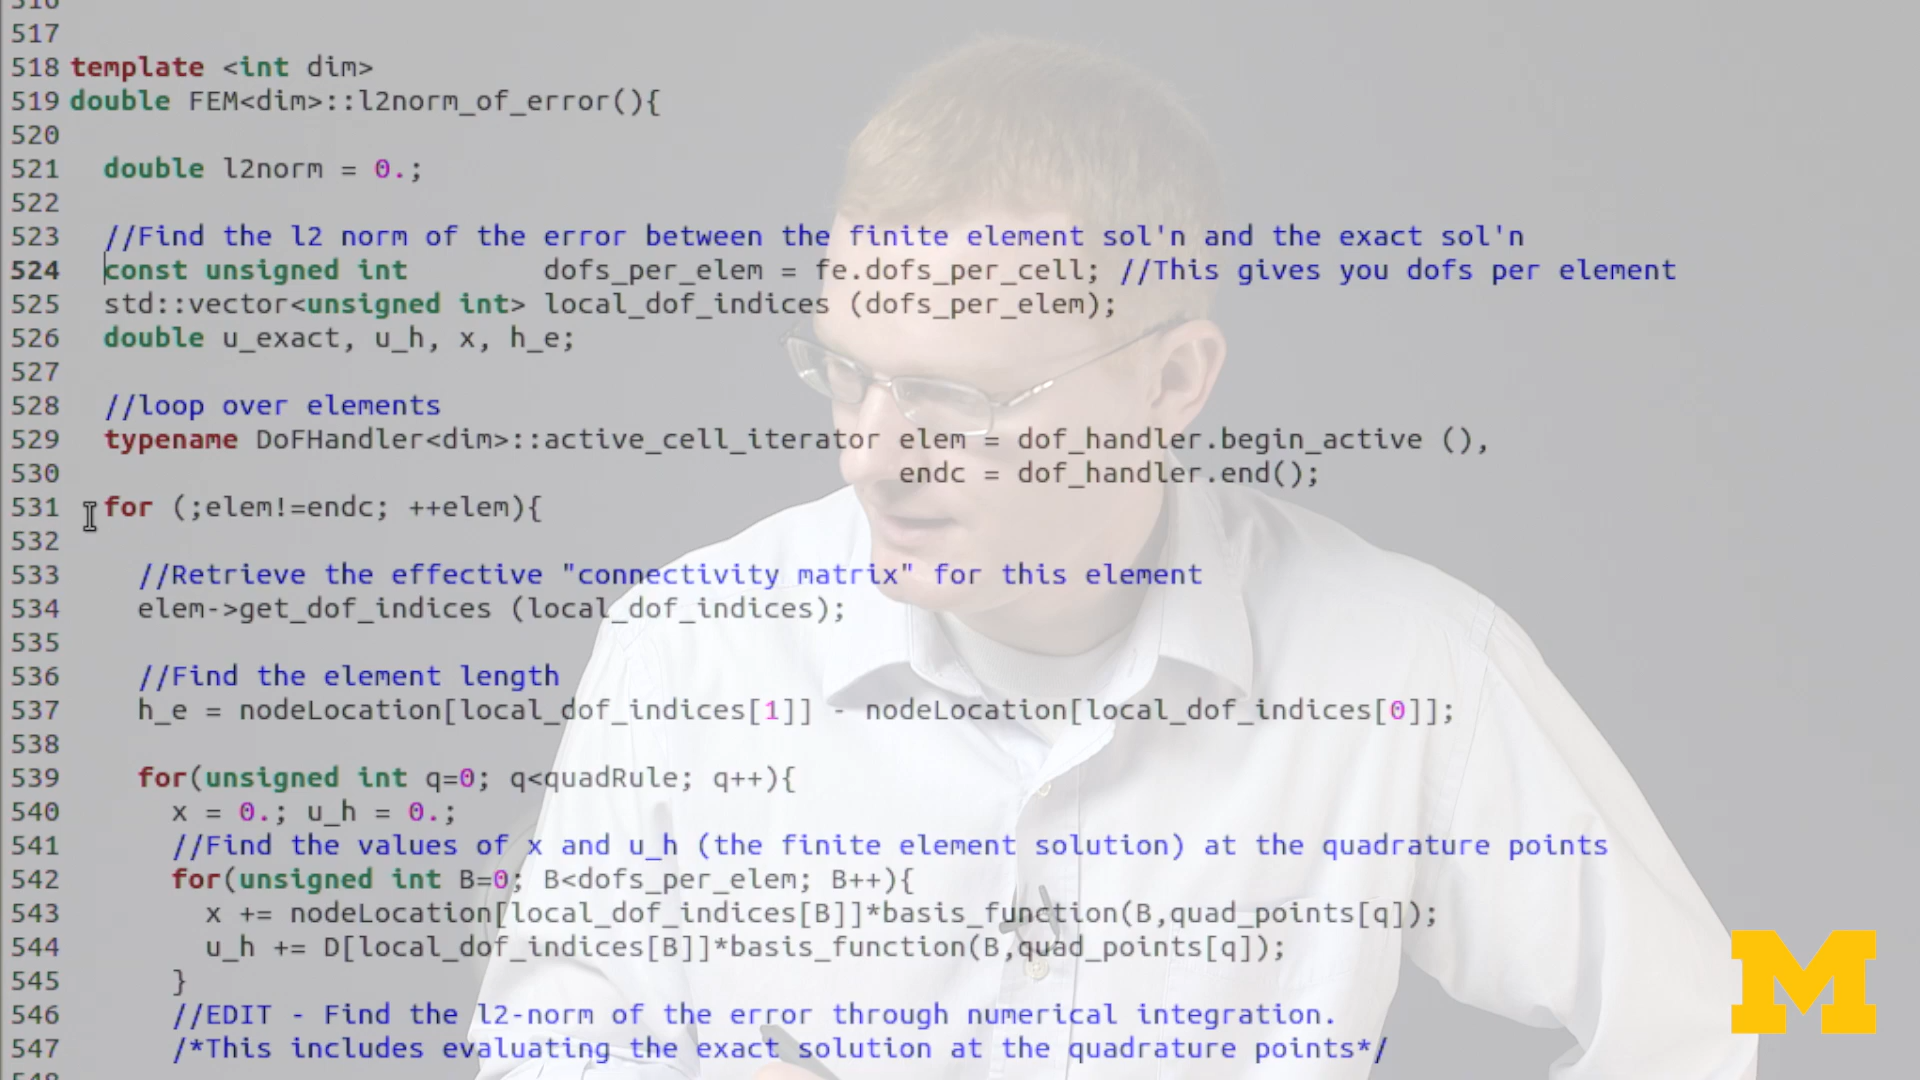 517
518 template <int dim>
519 double FEM<dim>::l2norm_of_error(){
520
521 double l2norm = 0.;
522
523 //Find the l2 norm of the error between the finite element sol'n and the exact sol'n
524 const unsigned int dofs_per_elem = fe.dofs_per_cell; //This gives you dofs per element
525 std::vector<unsigned int> local_dof_indices (dofs_per_elem);
526 double u_exact, u_h, x, h_e;
527
528 //loop over elements
529 typename DoFHandler<dim>::active_cell_iterator elem = dof_handler.begin_active (),
530 endc = dof_handler.end();
531 for (;elem!=endc; ++elem){
532
533 //Retrieve the effective "connectivity matrix" for this element
534 elem->get_dof_indices (local_dof_indices);
535
536 //Find the element length
537 h_e = nodeLocation[local_dof_indices[1]] - nodeLocation[local_dof_indices[0]];
538
539 for(unsigned int q=0; q<quadRule; q++){
540 x = 0.; u_h = 0.;
541 //Find the values of x and u_h (the finite element solution) at the quadrature points
542 for(unsigned int B=0; B<dofs_per_elem; B++){
543 x += nodeLocation[local_dof_indices[B]]*basis_function(B,quad_points[q]);
544 u_h += D[local_dof_indices[B]]*basis_function(B,quad_points[q]);
545 }
546 //EDIT - Find the l2-norm of the error through numerical integration.
547 /*This includes evaluating the exact solution at the quadrature points*/
M